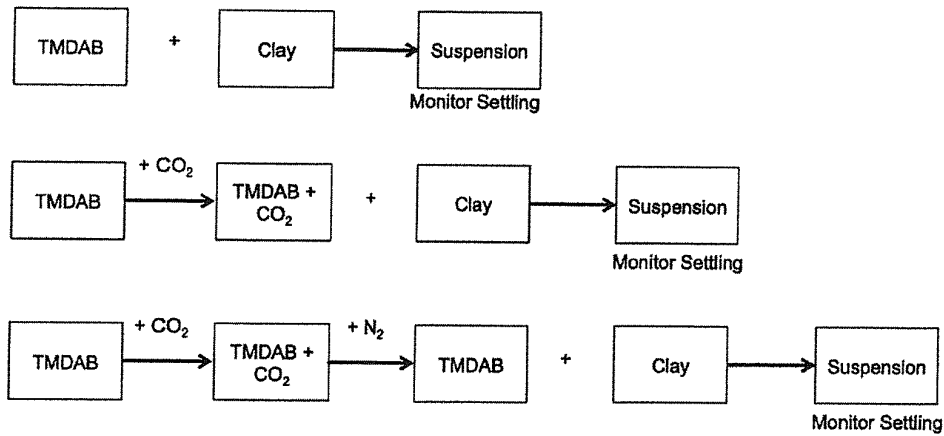 TMDAB + Clay Suspension
Monitor Settling
+ CO₂
TMDAB TMDAB + CO₂ + Clay Suspension
Monitor Settling
+ CO₂ + N₂
TMDAB TMDAB + CO₂ TMDAB + Clay Suspension
Monitor Settling